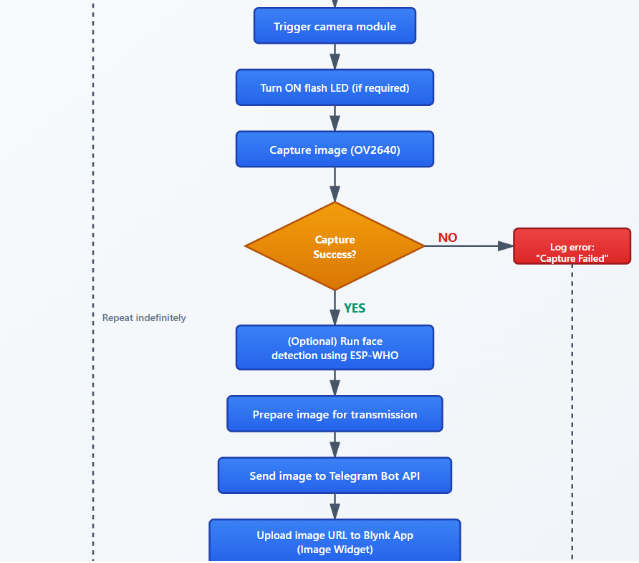 Trigger camera module
Turn ON flash LED (if required)
Capture image (OV2640)
Capture
Success?
NO
Log error:
"Capture Failed"
YES
Repeat indefinitely
(Optional) Run face
detection using ESP-WHO
Prepare image for transmission
Send image to Telegram Bot API
Upload image URL to Blynk App
(Image Widget)